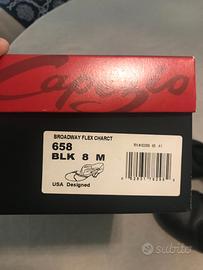 Capezio
BROADWAY FLEX CHARCT
658
BLK 8 M
USA Designed
subito